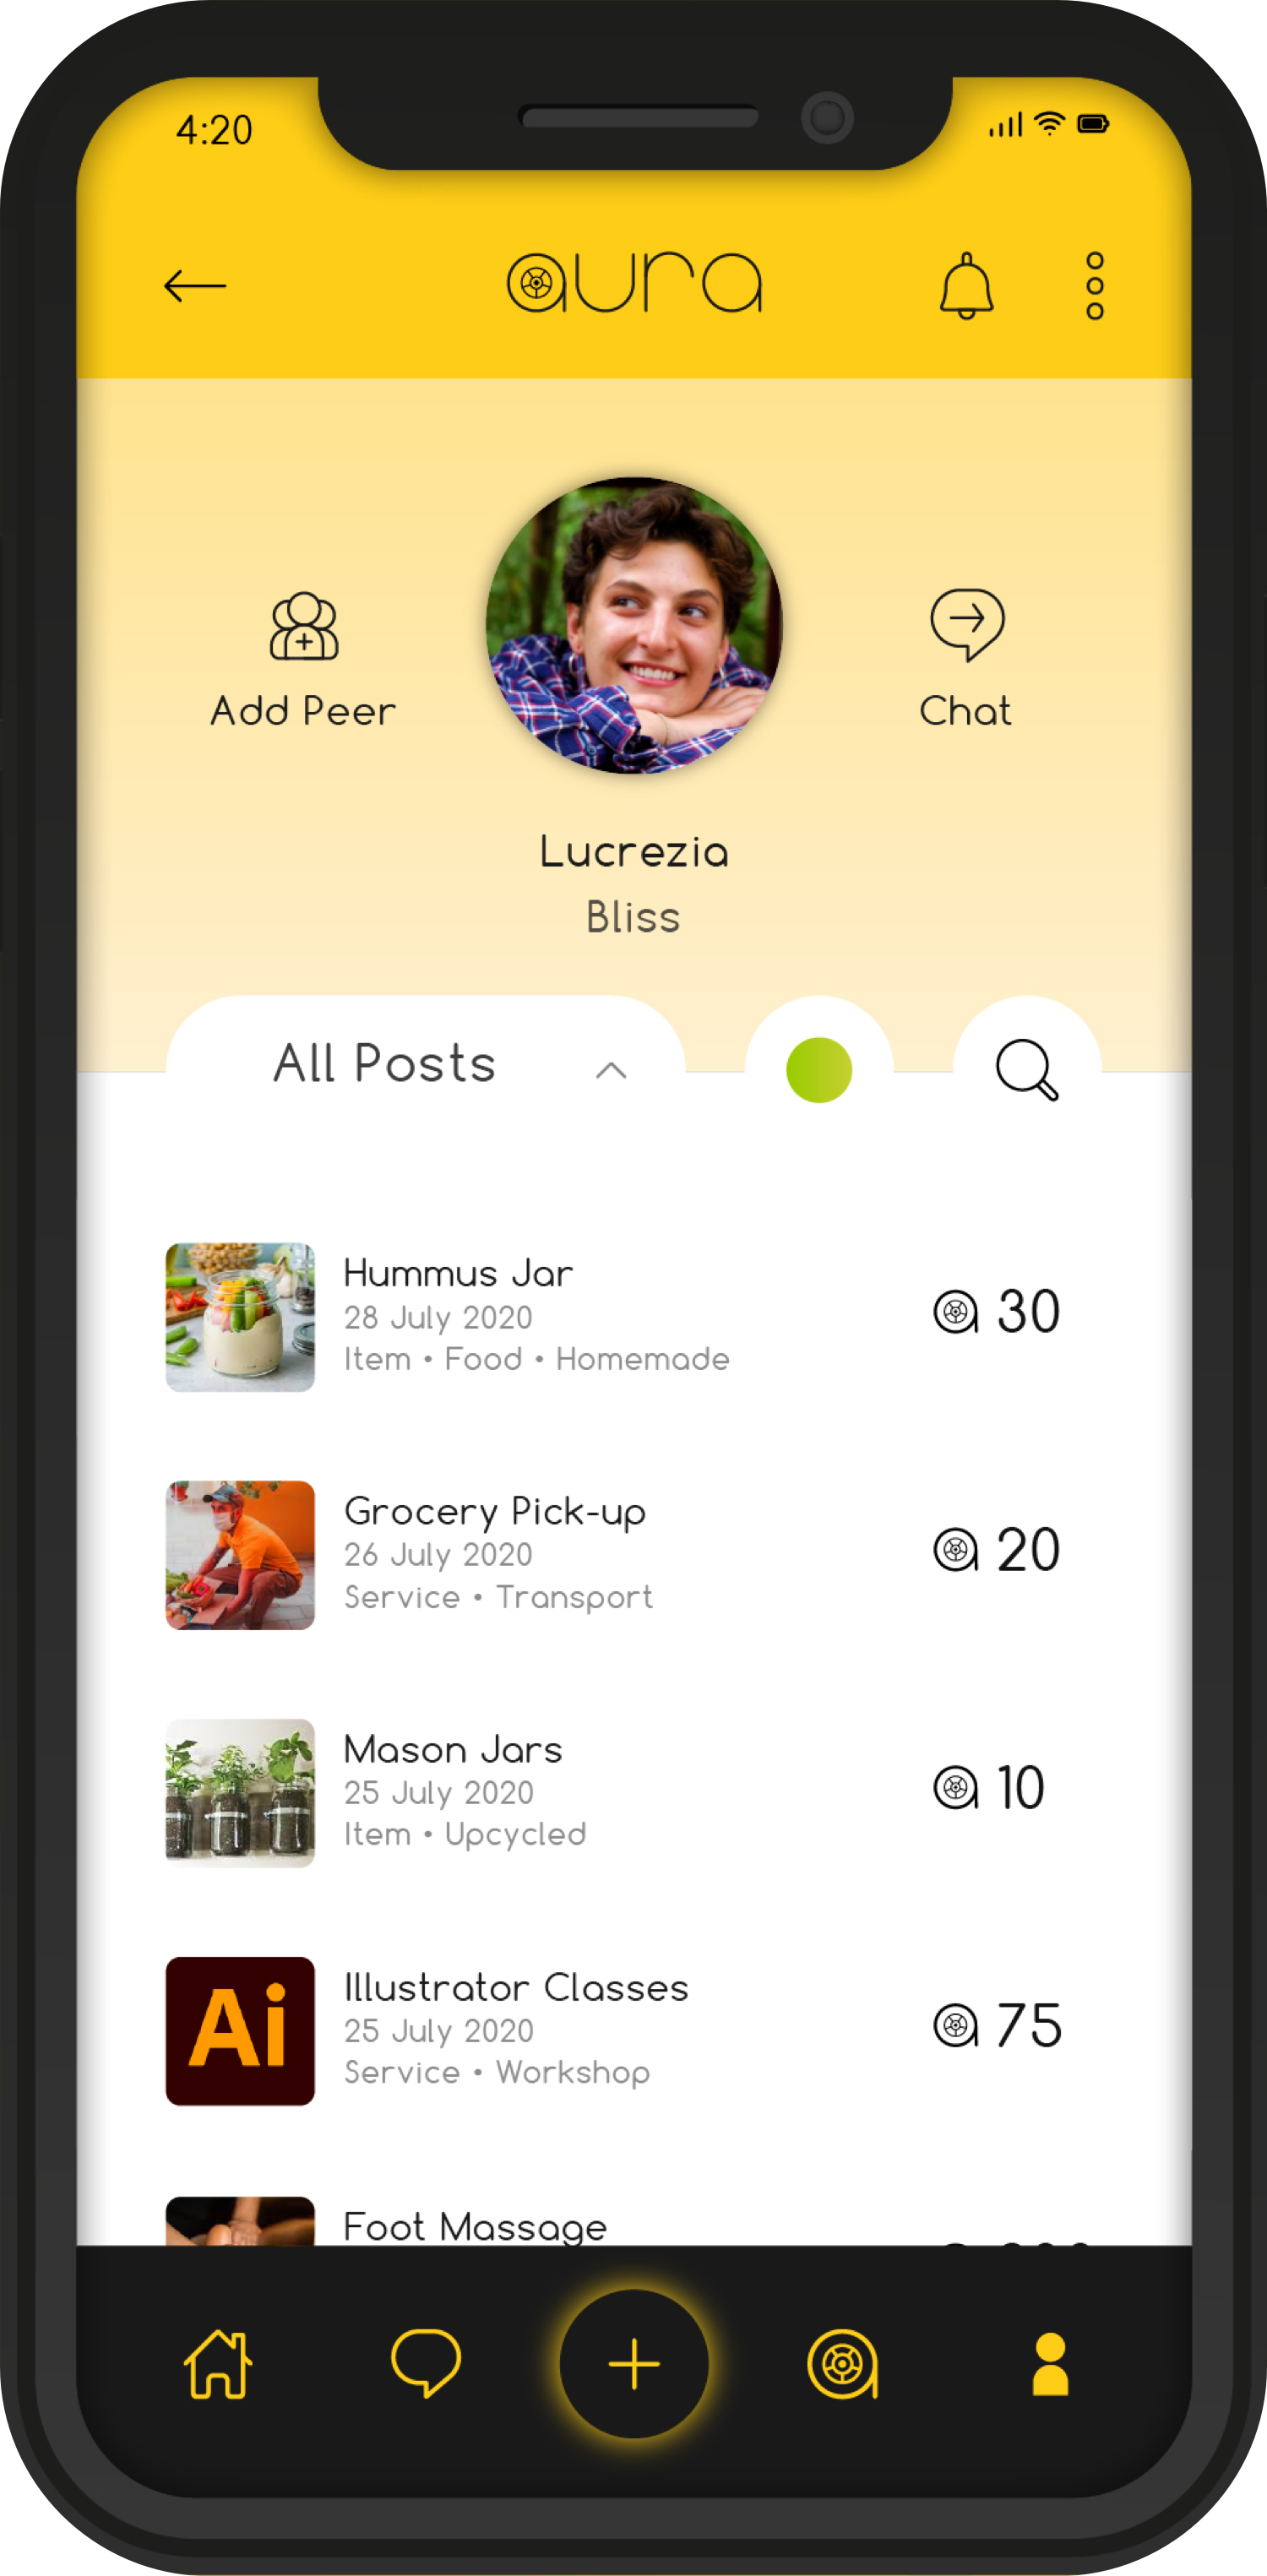 4:20
aura
Add Peer
Chat
Lucrezia
Bliss
All Posts
Hummus Jar
28 July 2020
Item • Food • Homemade
30
Grocery Pick-up
26 July 2020
Service • Transport
20
Mason Jars
25 July 2020
Item • Upcycled
10
Ai
Illustrator Classes
25 July 2020
Service • Workshop
75
Foot Massage